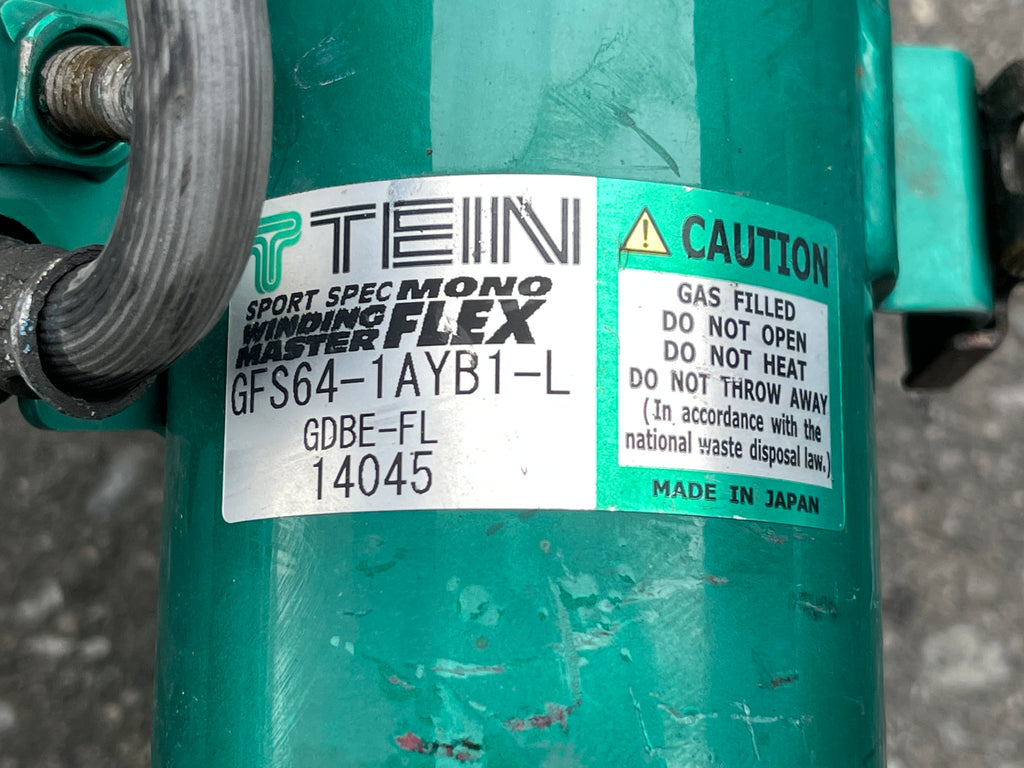 TEIN
SPORT SPEC MONO
WINDING FLEX
MASTER
GFS64-1AYB1-L
GDBE-FL
14045
CAUTION
GAS FILLED
DO NOT OPEN
DO NOT HEAT
DO NOT THROW AWAY
(In accordance with the
national waste disposal law.)
MADE IN JAPAN